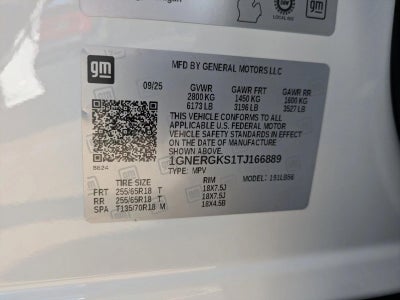 gm
MFD BY GENERAL MOTORS LLC
09/25 GVWR GAWR FRT GAWR RR
2800 KG 1450 KG 1600 KG
6173 LB 3196 LB 3527 LB
THIS VEHICLE CONFORMS TO ALL
APPLICABLE U.S. FEDERAL MOTOR
VEHICLE SAFETY STANDARDS IN EFFECT
ON THE DATE OF MANUFACTURE
SHOWN ABOVE.
1GNERGKS1TJ166889
TYPE: MPV MODEL: 1S1LB56
TIRE SIZE RIM
FRT 255/65R18 T 18X7.5J
RR 255/65R18 T 18X7.5J
SPA T135/70R18 M 18X4.5B